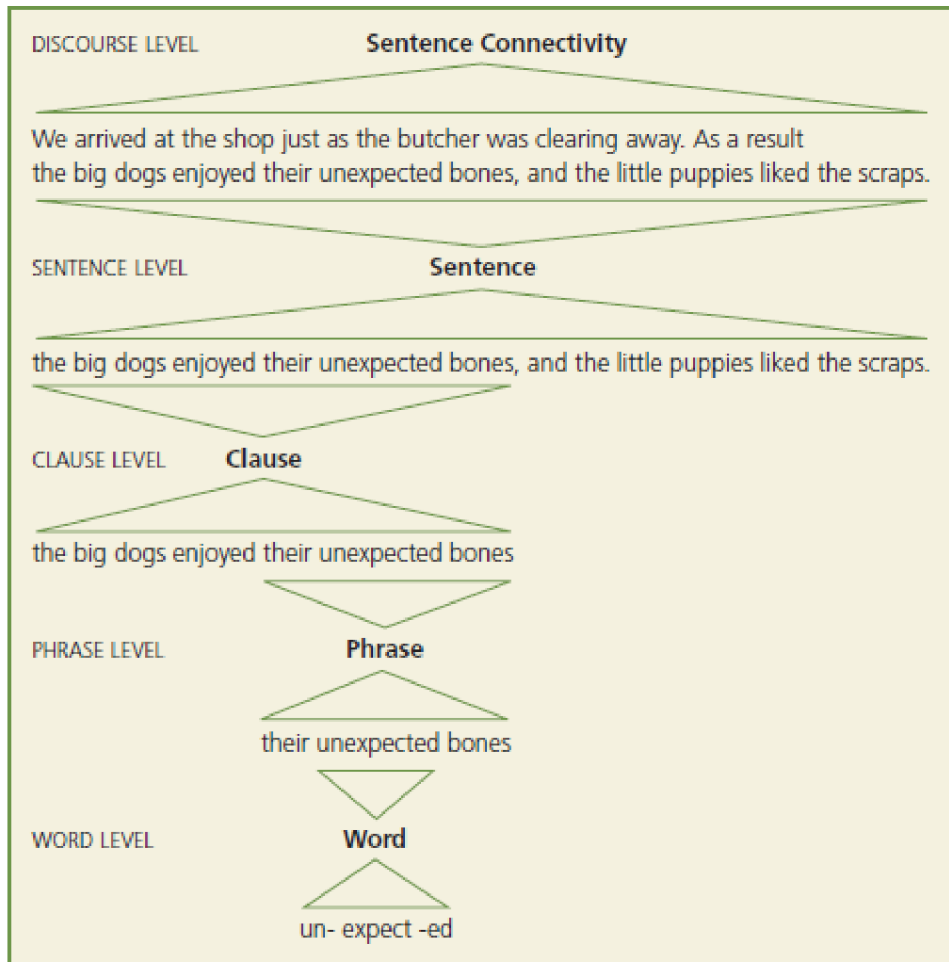 DISCOURSE LEVEL Sentence Connectivity
We arrived at the shop just as the butcher was clearing away. As a result
the big dogs enjoyed their unexpected bones, and the little puppies liked the scraps.
SENTENCE LEVEL Sentence
the big dogs enjoyed their unexpected bones, and the little puppies liked the scraps.
CLAUSE LEVEL Clause
the big dogs enjoyed their unexpected bones
PHRASE LEVEL Phrase
their unexpected bones
WORD LEVEL Word
un- expect -ed